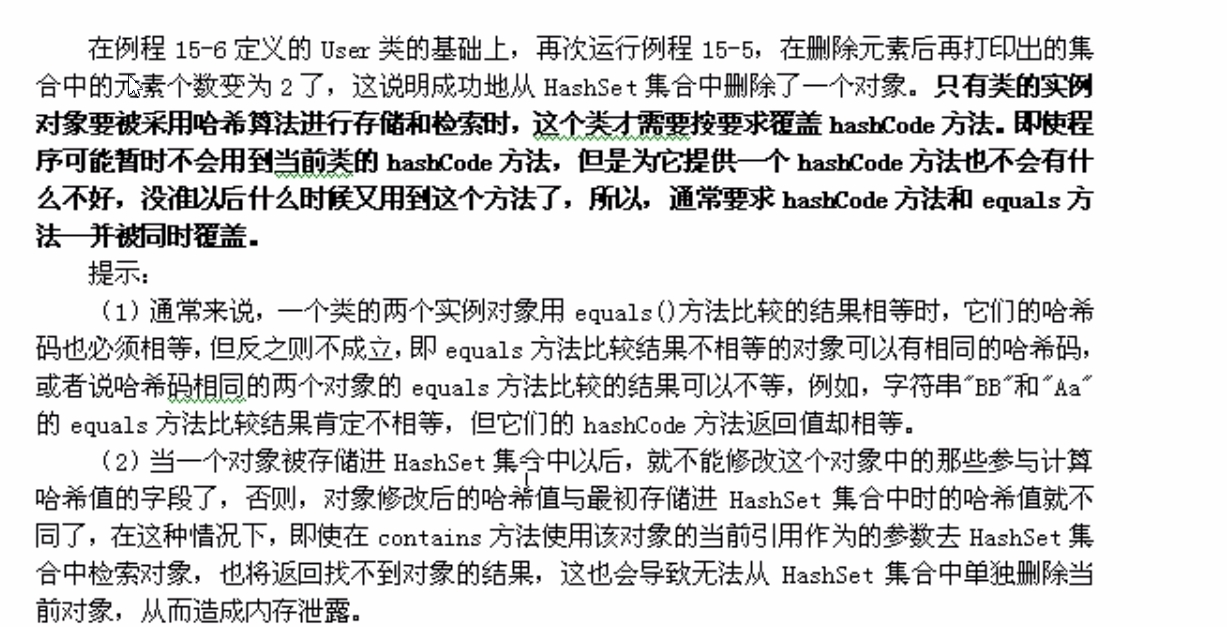 在例程 15-6 定义的 User 类的基础上，再次运行例程 15-5，在删除元素后再打印出的集
合中的元素个数变为 2 了，这说明成功地从 HashSet 集合中删除了一个对象。只有类的实例
对象要被采用哈希算法进行存储和检索时，这个类才需要按要求覆盖 hashCode 方法。即使程
序可能暂时不会用到当前类的 hashCode 方法，但是为它提供一个 hashCode 方法也不会有什
么不好，没准以后什么时候又用到这个方法了，所以，通常要求 hashCode 方法和 equals 方
法一并被同时覆盖。
提示：
（1）通常来说，一个类的两个实例对象用 equals()方法比较的结果相等时，它们的哈希
码也必须相等，但反之则不成立，即 equals 方法比较结果不相等的对象可以有相同的哈希码，
或者说哈希码相同的两个对象的 equals 方法比较的结果可以不等，例如，字符串"BB"和"Aa"
的 equals 方法比较结果肯定不相等，但它们的 hashCode 方法返回值却相等。
（2）当一个对象被存储进 HashSet 集合中以后，就不能修改这个对象中的那些参与计算
哈希值的字段了，否则，对象修改后的哈希值与最初存储进 HashSet 集合中时的哈希值就不
同了，在这种情况下，即使在 contains 方法使用该对象的当前引用作为的参数去 HashSet 集
合中检索对象，也将返回找不到对象的结果，这也会导致无法从 HashSet 集合中单独删除当
前对象，从而造成内存泄露。